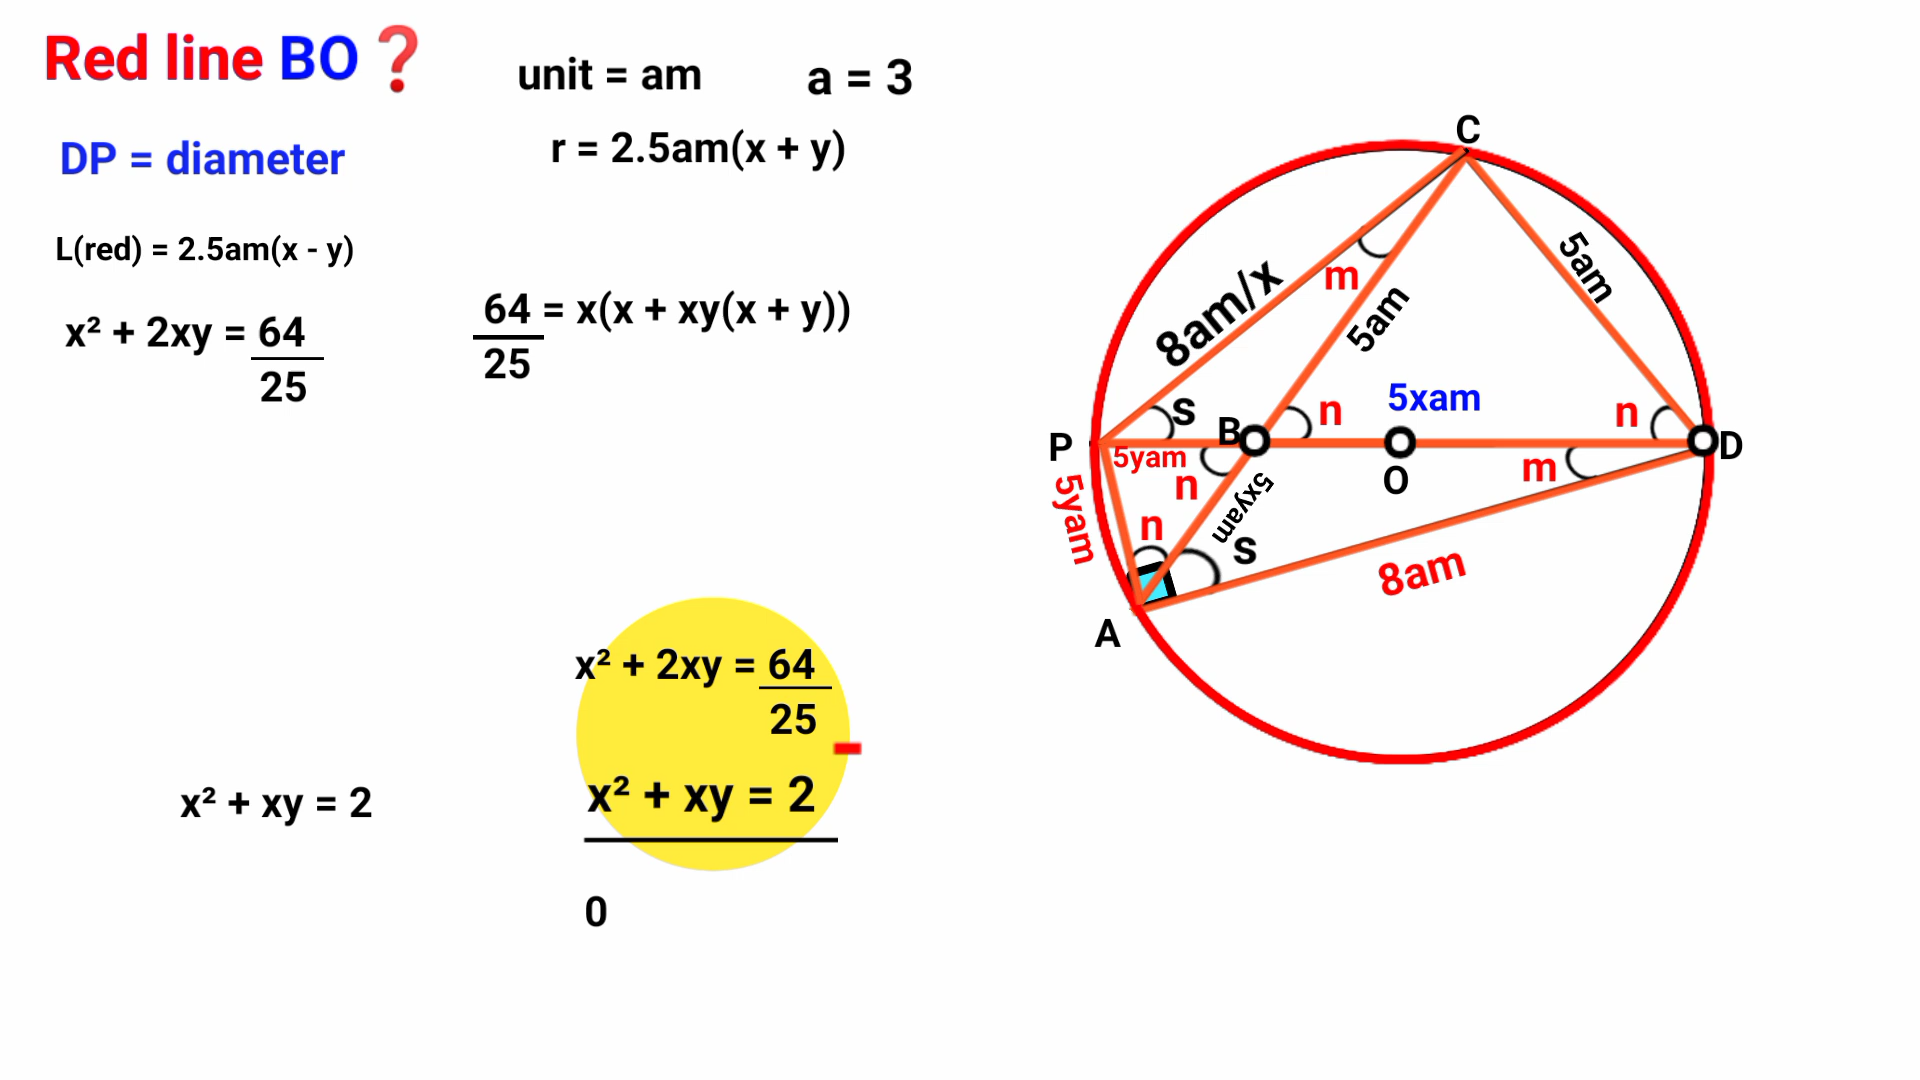 Red line BO❓
unit = am
a = 3
DP = diameter
r = 2.5am(x + y)
L(red) = 2.5am(x - y)
x² + 2xy = 64
25
64 = x(x + xy(x + y))
25
x² + 2xy = 64
25
-
x² + xy = 2
x² + xy = 2
0
C
8am/x
m
5am
5am
s
P
B
n
5xam
n
D
5yam
n
5xyam
O
m
5yam
n
s
8am
A